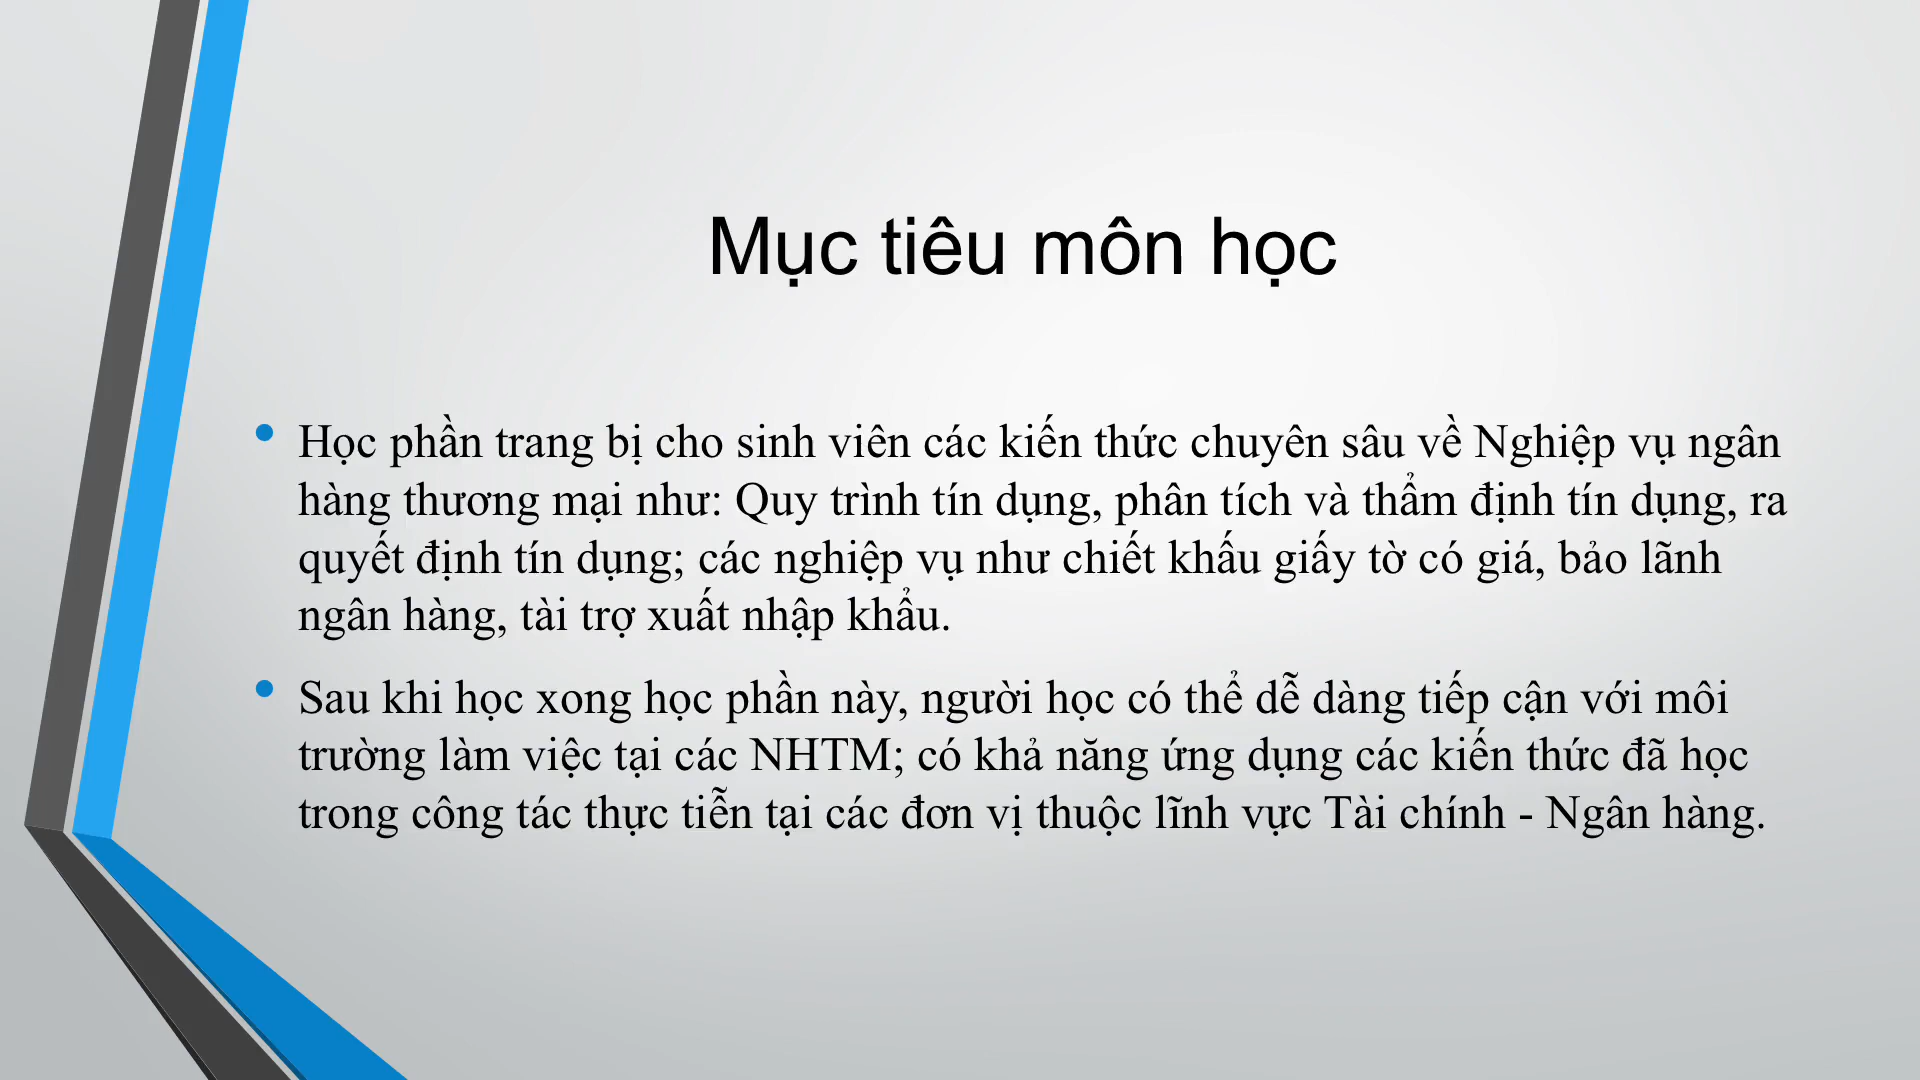 Mục tiêu môn học
• Học phần trang bị cho sinh viên các kiến thức chuyên sâu về Nghiệp vụ ngân
hàng thương mại như: Quy trình tín dụng, phân tích và thẩm định tín dụng, ra
quyết định tín dụng; các nghiệp vụ như chiết khấu giấy tờ có giá, bảo lãnh
ngân hàng, tài trợ xuất nhập khẩu.
• Sau khi học xong học phần này, người học có thể dễ dàng tiếp cận với môi
trường làm việc tại các NHTM; có khả năng ứng dụng các kiến thức đã học
trong công tác thực tiễn tại các đơn vị thuộc lĩnh vực Tài chính - Ngân hàng.